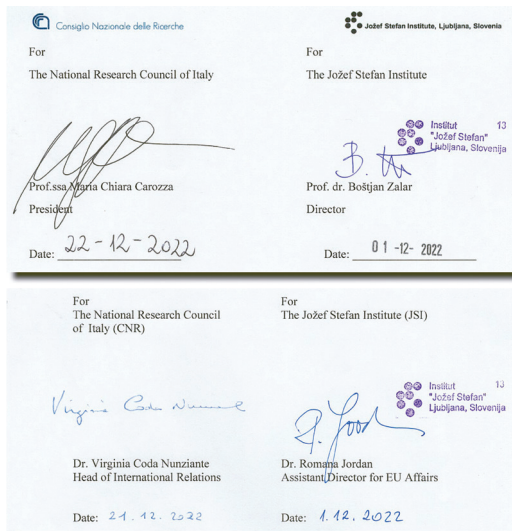 Consiglio Nazionale delle Ricerche
Jožef Stefan Institute, Ljubljana, Slovenia
For
The National Research Council of Italy
For
The Jožef Stefan Institute
Institut 13
"Jožef Stefan"
Ljubljana, Slovenija
Prof.ssa Maria Chiara Carozza
President
Date: 22-12-2022
Prof. dr. Boštjan Zalar
Director
Date: 01-12-2022
For
The National Research Council
of Italy (CNR)
For
The Jožef Stefan Institute (JSI)
Institut 13
"Jožef Stefan"
Ljubljana, Slovenija
Virginia Coda Nunziante
Dr. Virginia Coda Nunziante
Head of International Relations
Date: 21.12.2022
Dr. Romana Jordan
Assistant Director for EU Affairs
Date: 1.12.2022